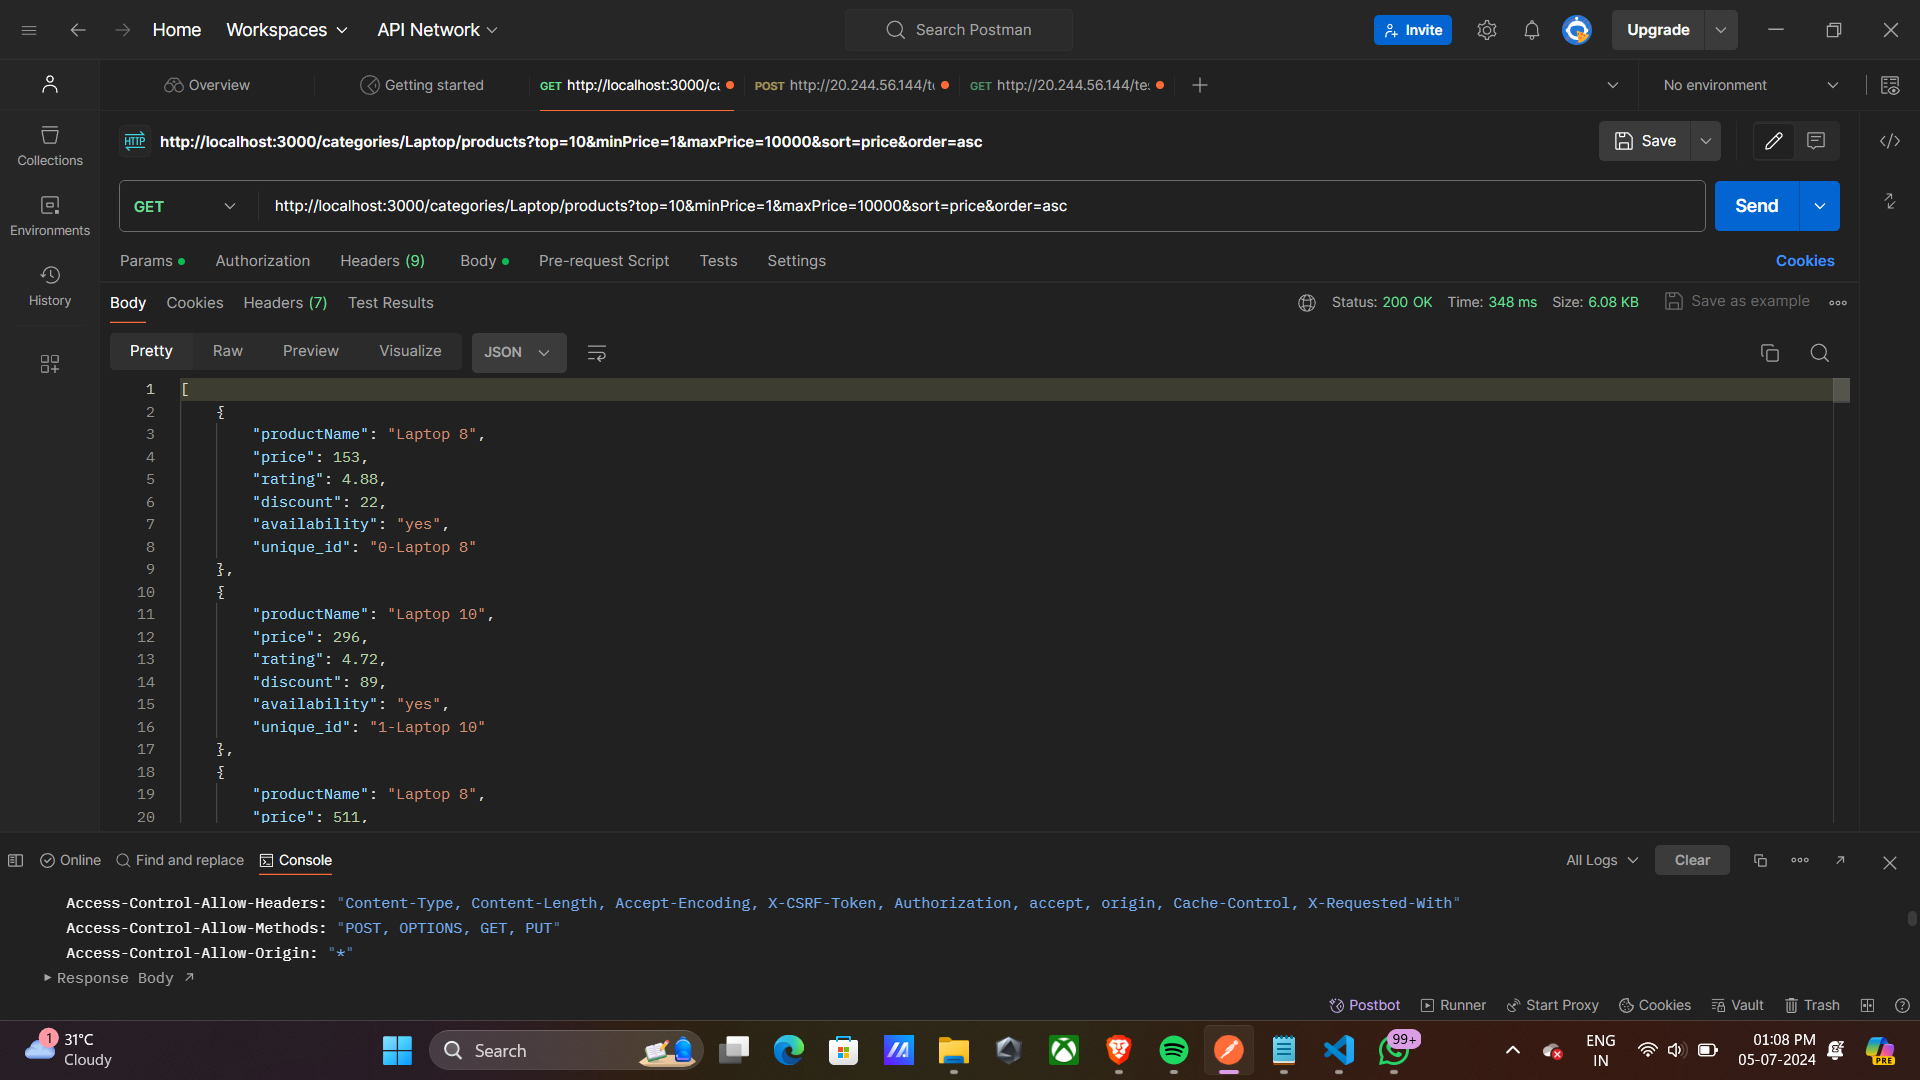 Home Workspaces API Network Search Postman Invite Upgrade
Overview Getting started GET http://localhost:3000/ca POST http://20.244.56.144/t GET http://20.244.56.144/te: No environment
HTTP http://localhost:3000/categories/Laptop/products?top=10&minPrice=1&maxPrice=10000&sort=price&order=asc Save
Collections
Environments
History
GET http://localhost:3000/categories/Laptop/products?top=10&minPrice=1&maxPrice=10000&sort=price&order=asc Send
Params Authorization Headers (9) Body Pre-request Script Tests Settings Cookies
Body Cookies Headers (7) Test Results Status: 200 OK Time: 348 ms Size: 6.08 KB Save as example
Pretty Raw Preview Visualize JSON
1 [
2 {
3 "productName": "Laptop 8",
4 "price": 153,
5 "rating": 4.88,
6 "discount": 22,
7 "availability": "yes",
8 "unique_id": "0-Laptop 8"
9 },
10 {
11 "productName": "Laptop 10",
12 "price": 296,
13 "rating": 4.72,
14 "discount": 89,
15 "availability": "yes",
16 "unique_id": "1-Laptop 10"
17 },
18 {
19 "productName": "Laptop 8",
20 "price": 511,
Online Find and replace Console All Logs Clear
Access-Control-Allow-Headers: "Content-Type, Content-Length, Accept-Encoding, X-CSRF-Token, Authorization, accept, origin, Cache-Control, X-Requested-With"
Access-Control-Allow-Methods: "POST, OPTIONS, GET, PUT"
Access-Control-Allow-Origin: "*"
Response Body
Postbot Runner Start Proxy Cookies Vault Trash
1 31°C
Cloudy
Search
99+
ENG
IN
01:08 PM
05-07-2024
PRE